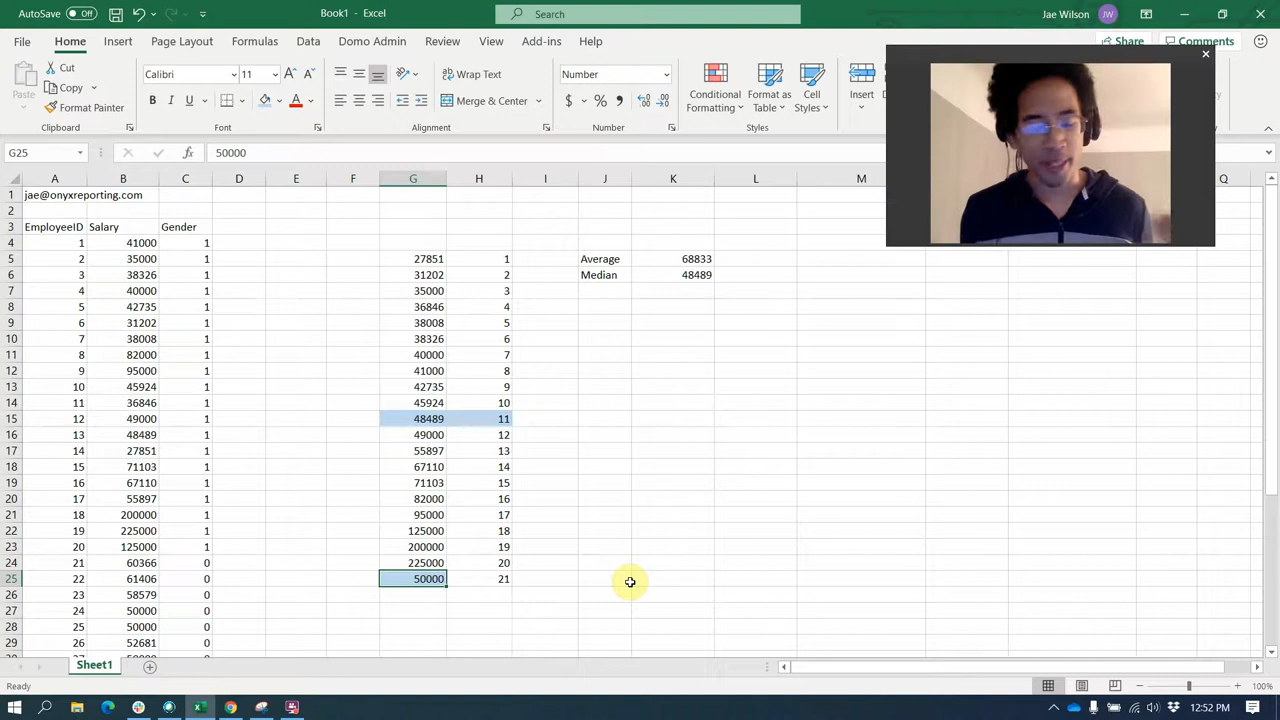 AutoSave Off Book1 - Excel Search Jae Wilson JW
File Home Insert Page Layout Formulas Data Domo Admin Review View Add-ins Help Share Comments
Paste Cut Copy Format Painter Clipboard
Calibri 11 B I U A Font
Wrap Text Merge & Center Alignment
Number $ % Number
Conditional Formatting Format as Table Cell Styles Styles
Insert
G25 fx 50000
A B C D E F G H I J K L M Q
1 jae@onyxreporting.com
2
3 EmployeeID Salary Gender
4 1 41000 1
5 2 35000 1 27851 1 Average 68833
6 3 38326 1 31202 2 Median 48489
7 4 40000 1 35000 3
8 5 42735 1 36846 4
9 6 31202 1 38008 5
10 7 38008 1 38326 6
11 8 82000 1 40000 7
12 9 95000 1 41000 8
13 10 45924 1 42735 9
14 11 36846 1 45924 10
15 12 49000 1 48489 11
16 13 48489 1 49000 12
17 14 27851 1 55897 13
18 15 71103 1 67110 14
19 16 67110 1 71103 15
20 17 55897 1 82000 16
21 18 200000 1 95000 17
22 19 225000 1 125000 18
23 20 125000 1 200000 19
24 21 60366 0 225000 20
25 22 61406 0 50000 21
26 23 58579 0
27 24 50000 0
28 25 50000 0
29 26 52681 0
Sheet1
Ready 100%
12:52 PM